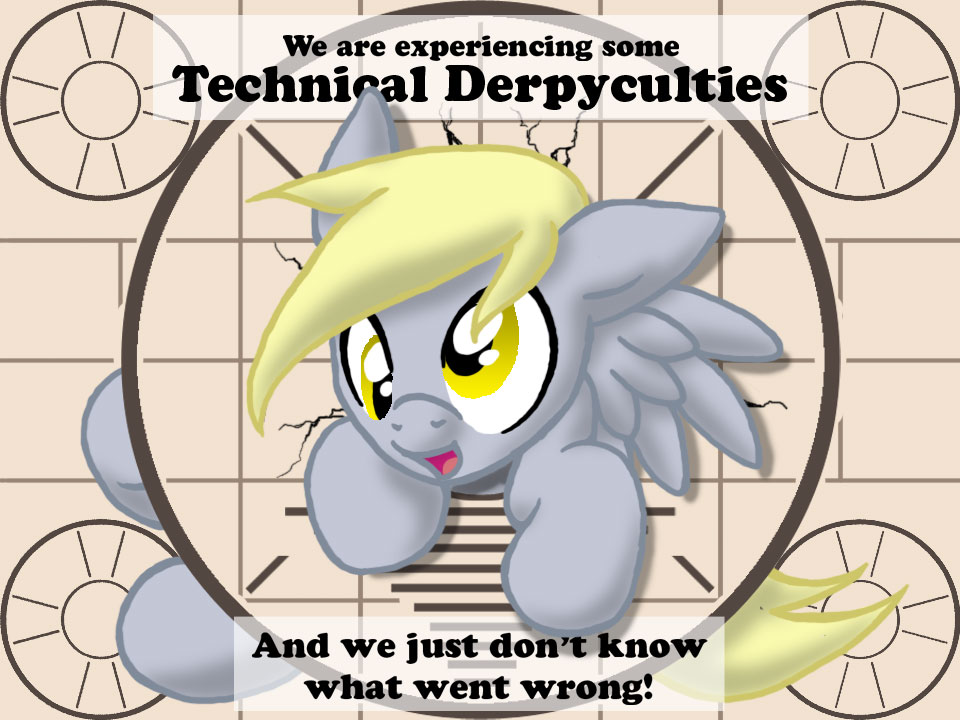 We are experiencing some
Technical Derpyculties
And we just don't know
what went wrong!